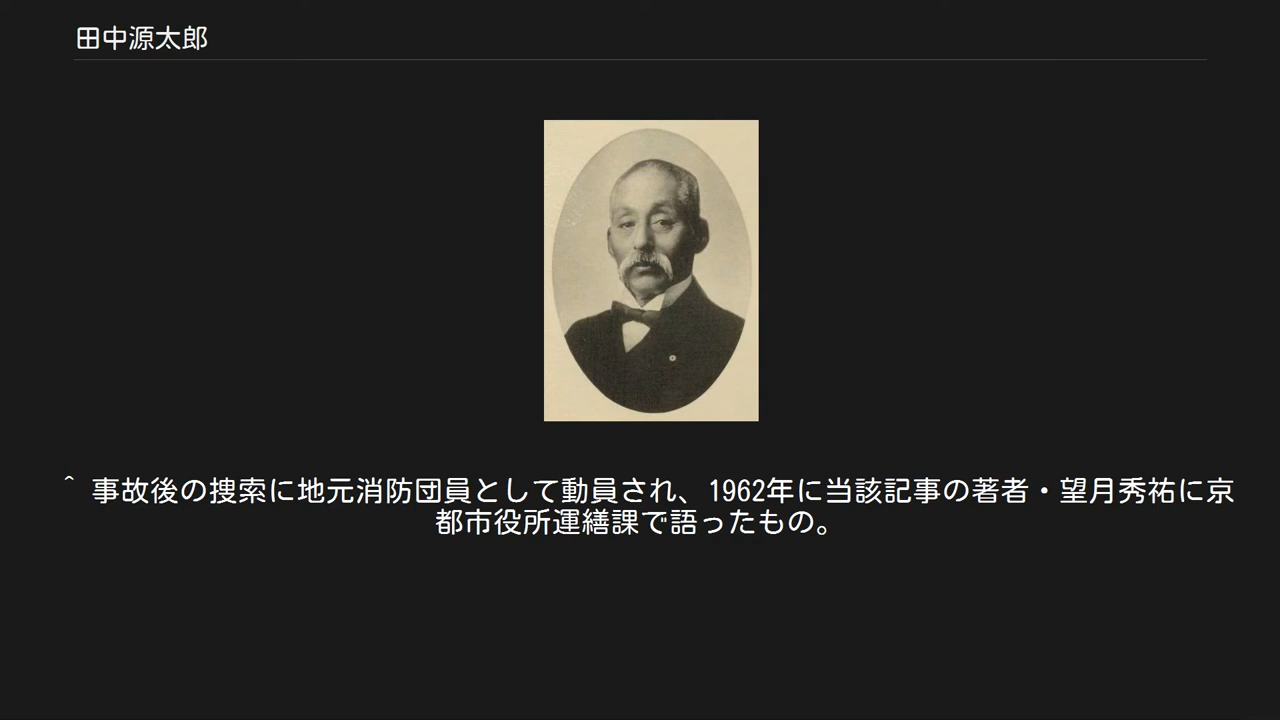 田中源太郎
^ 事故後の捜索に地元消防団員として動員され、1962年に当該記事の著者・望月秀祐に京
都市役所運繕課で語ったもの。